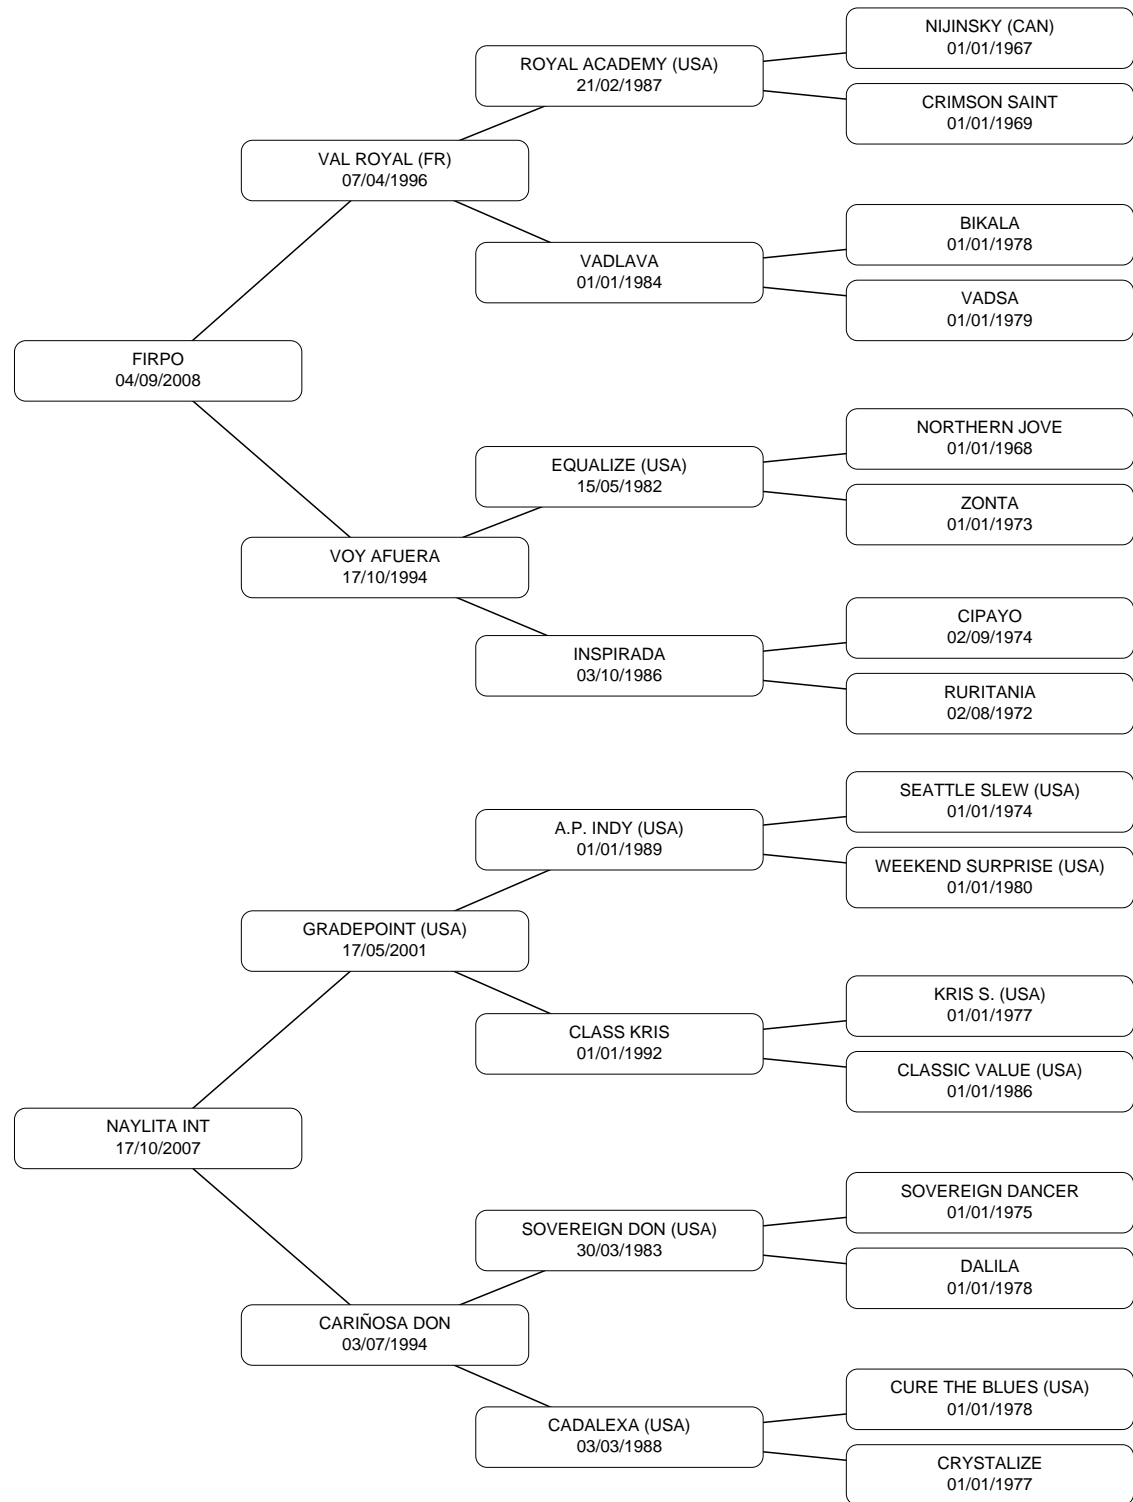 NIJINSKY (CAN)
01/01/1967
ROYAL ACADEMY (USA)
21/02/1987
CRIMSON SAINT
01/01/1969
VAL ROYAL (FR)
07/04/1996
BIKALA
01/01/1978
VADLAVA
01/01/1984
VADSA
01/01/1979
FIRPO
04/09/2008
NORTHERN JOVE
01/01/1968
EQUALIZE (USA)
15/05/1982
ZONTA
01/01/1973
VOY AFUERA
17/10/1994
CIPAYO
02/09/1974
INSPIRADA
03/10/1986
RURITANIA
02/08/1972
SEATTLE SLEW (USA)
01/01/1974
A.P. INDY (USA)
01/01/1989
WEEKEND SURPRISE (USA)
01/01/1980
GRADEPOINT (USA)
17/05/2001
KRIS S. (USA)
01/01/1977
CLASS KRIS
01/01/1992
CLASSIC VALUE (USA)
01/01/1986
NAYLITA INT
17/10/2007
SOVEREIGN DANCER
01/01/1975
SOVEREIGN DON (USA)
30/03/1983
DALILA
01/01/1978
CARIÑOSA DON
03/07/1994
CURE THE BLUES (USA)
01/01/1978
CADALEXA (USA)
03/03/1988
CRYSTALIZE
01/01/1977